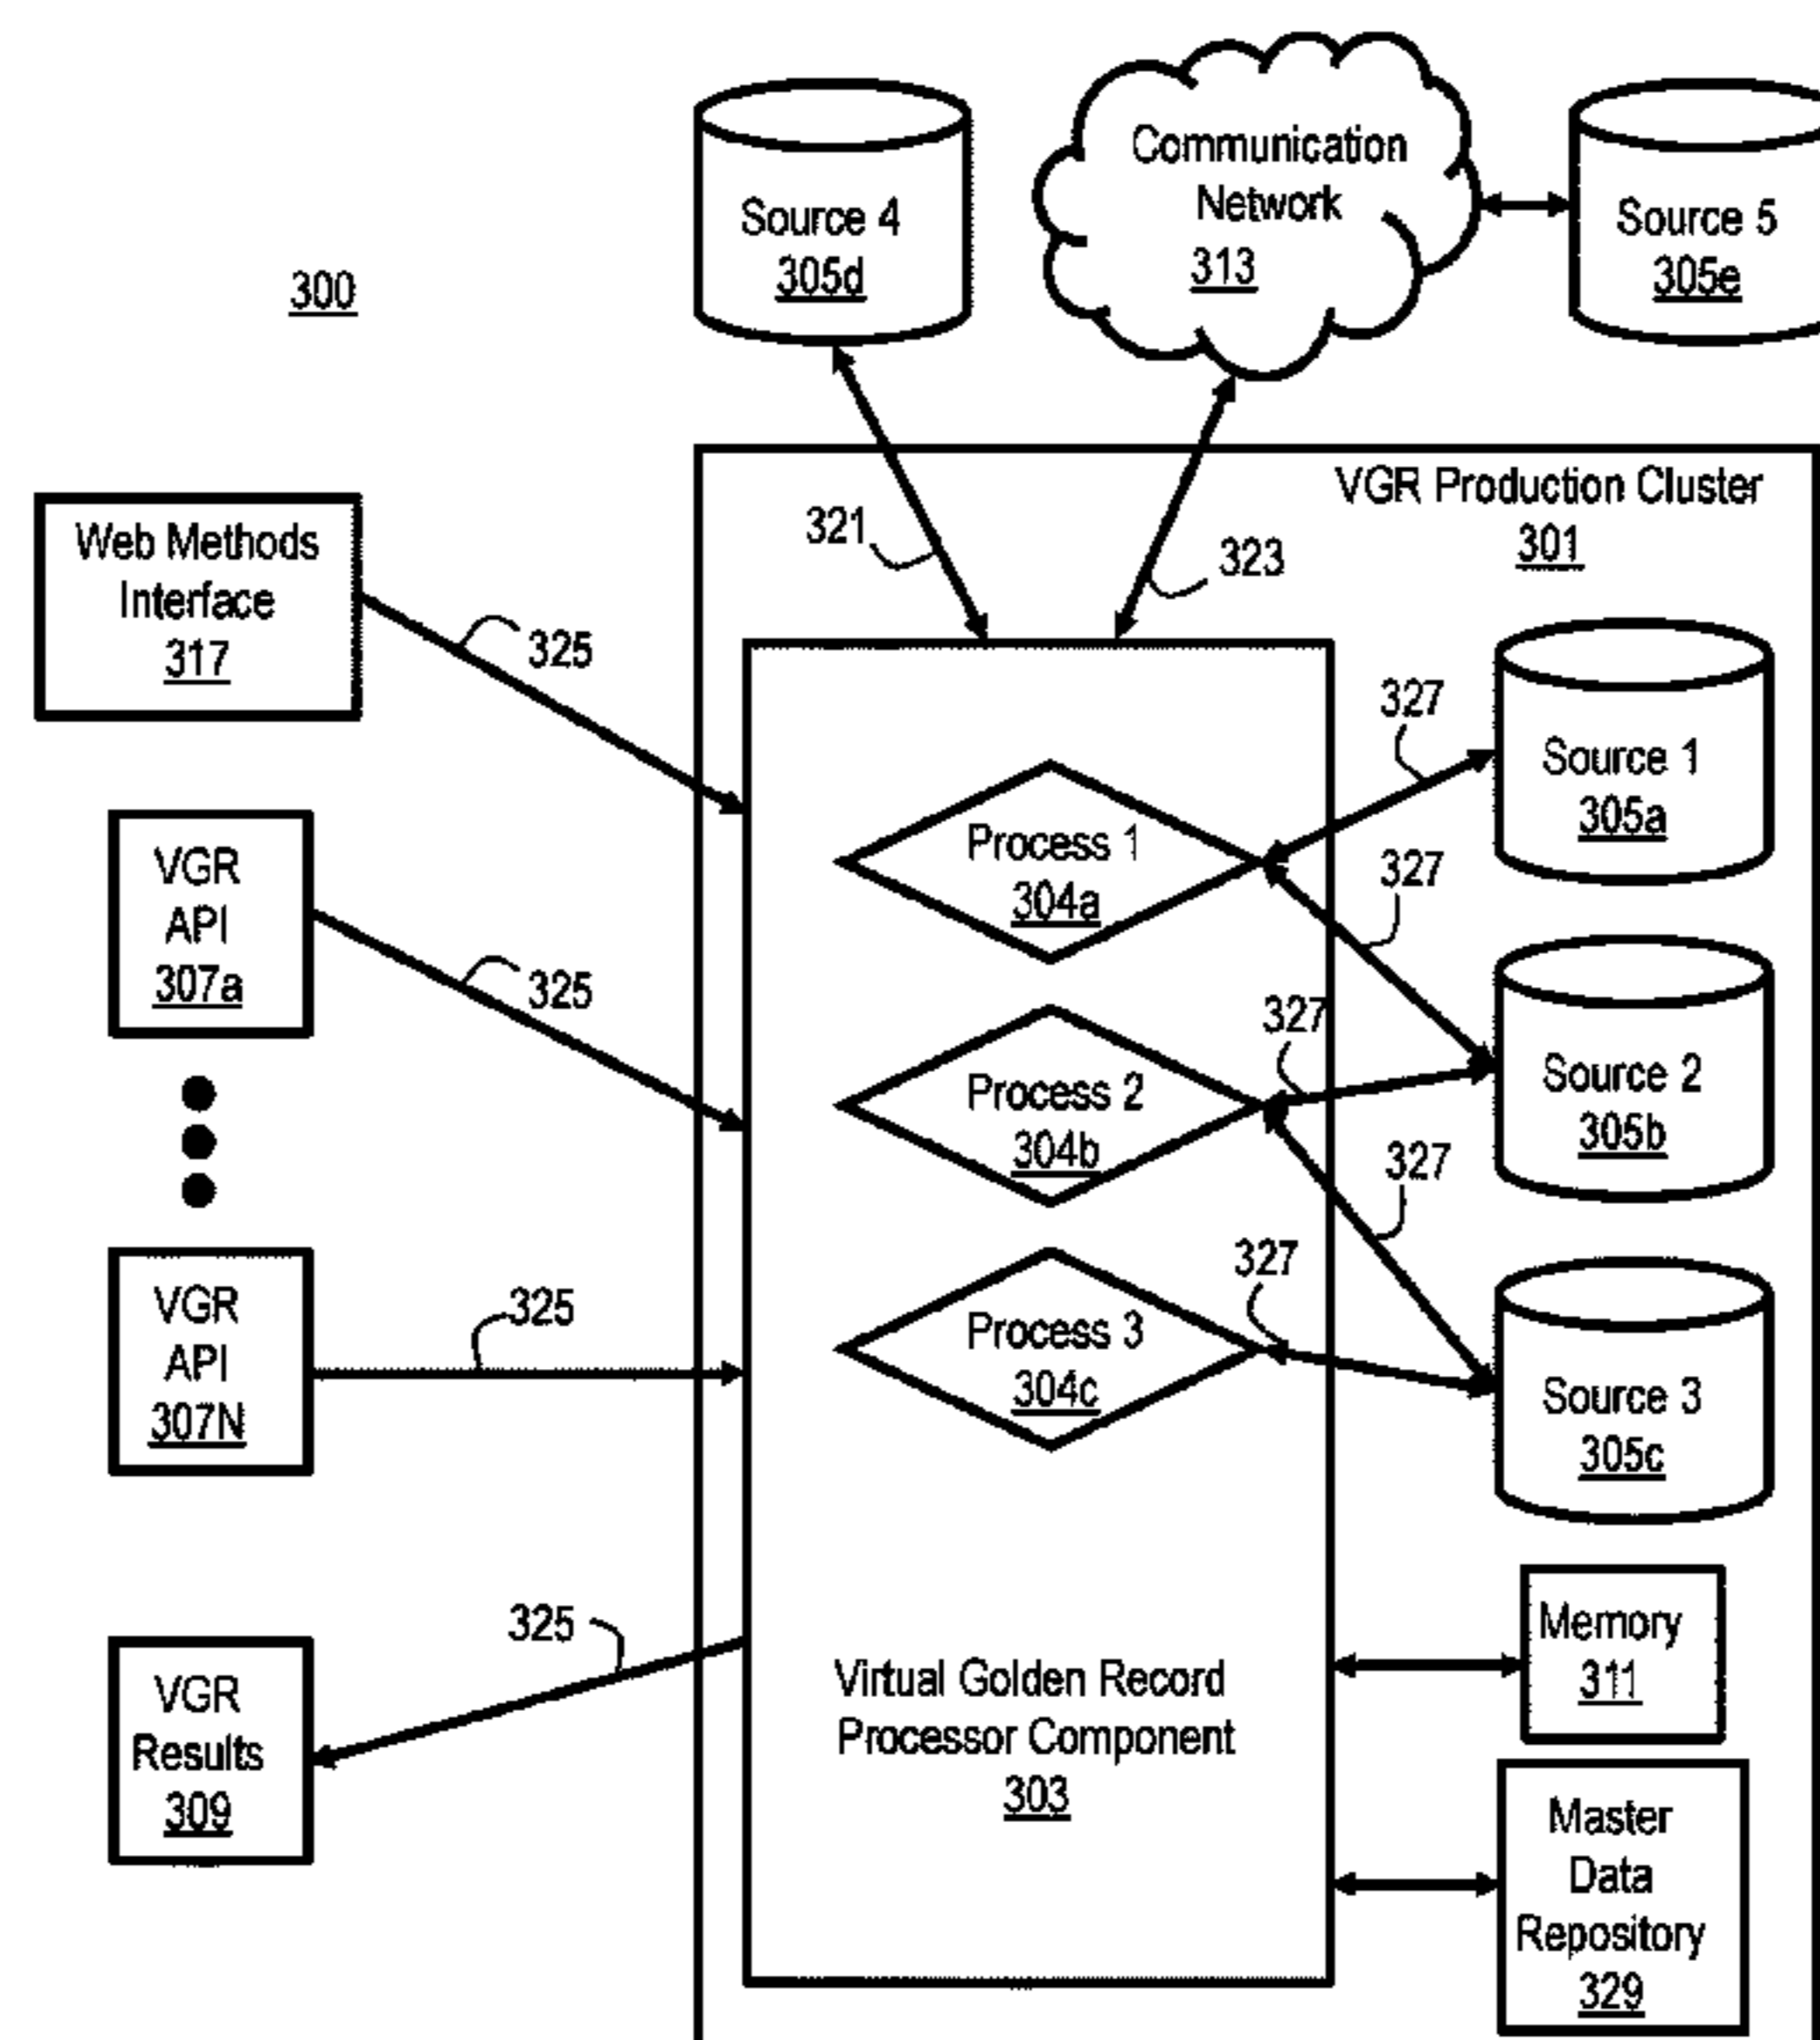 300
Source 4
305d
Communication
Network
313
Source 5
305e
VGR Production Cluster
301
321
323
Web Methods
Interface
317
325
VGR
API
307a
325
VGR
API
307N
325
VGR
Results
309
325
Process 1
304a
Process 2
304b
Process 3
304c
327
327
327
327
327
Source 1
305a
Source 2
305b
Source 3
305c
Virtual Golden Record
Processor Component
303
Memory
311
Master
Data
Repository
329